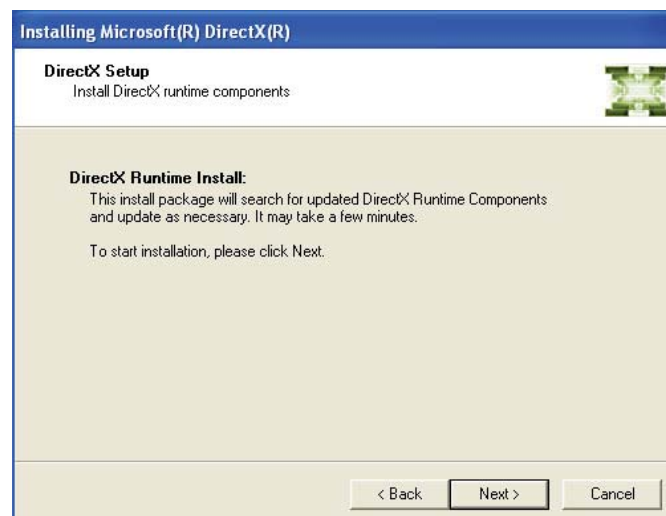 Installing Microsoft(R) DirectX(R)
DirectX Setup
Install DirectX runtime components
DirectX Runtime Install:
This install package will search for updated DirectX Runtime Components
and update as necessary. It may take a few minutes.
To start installation, please click Next.
< Back
Next >
Cancel